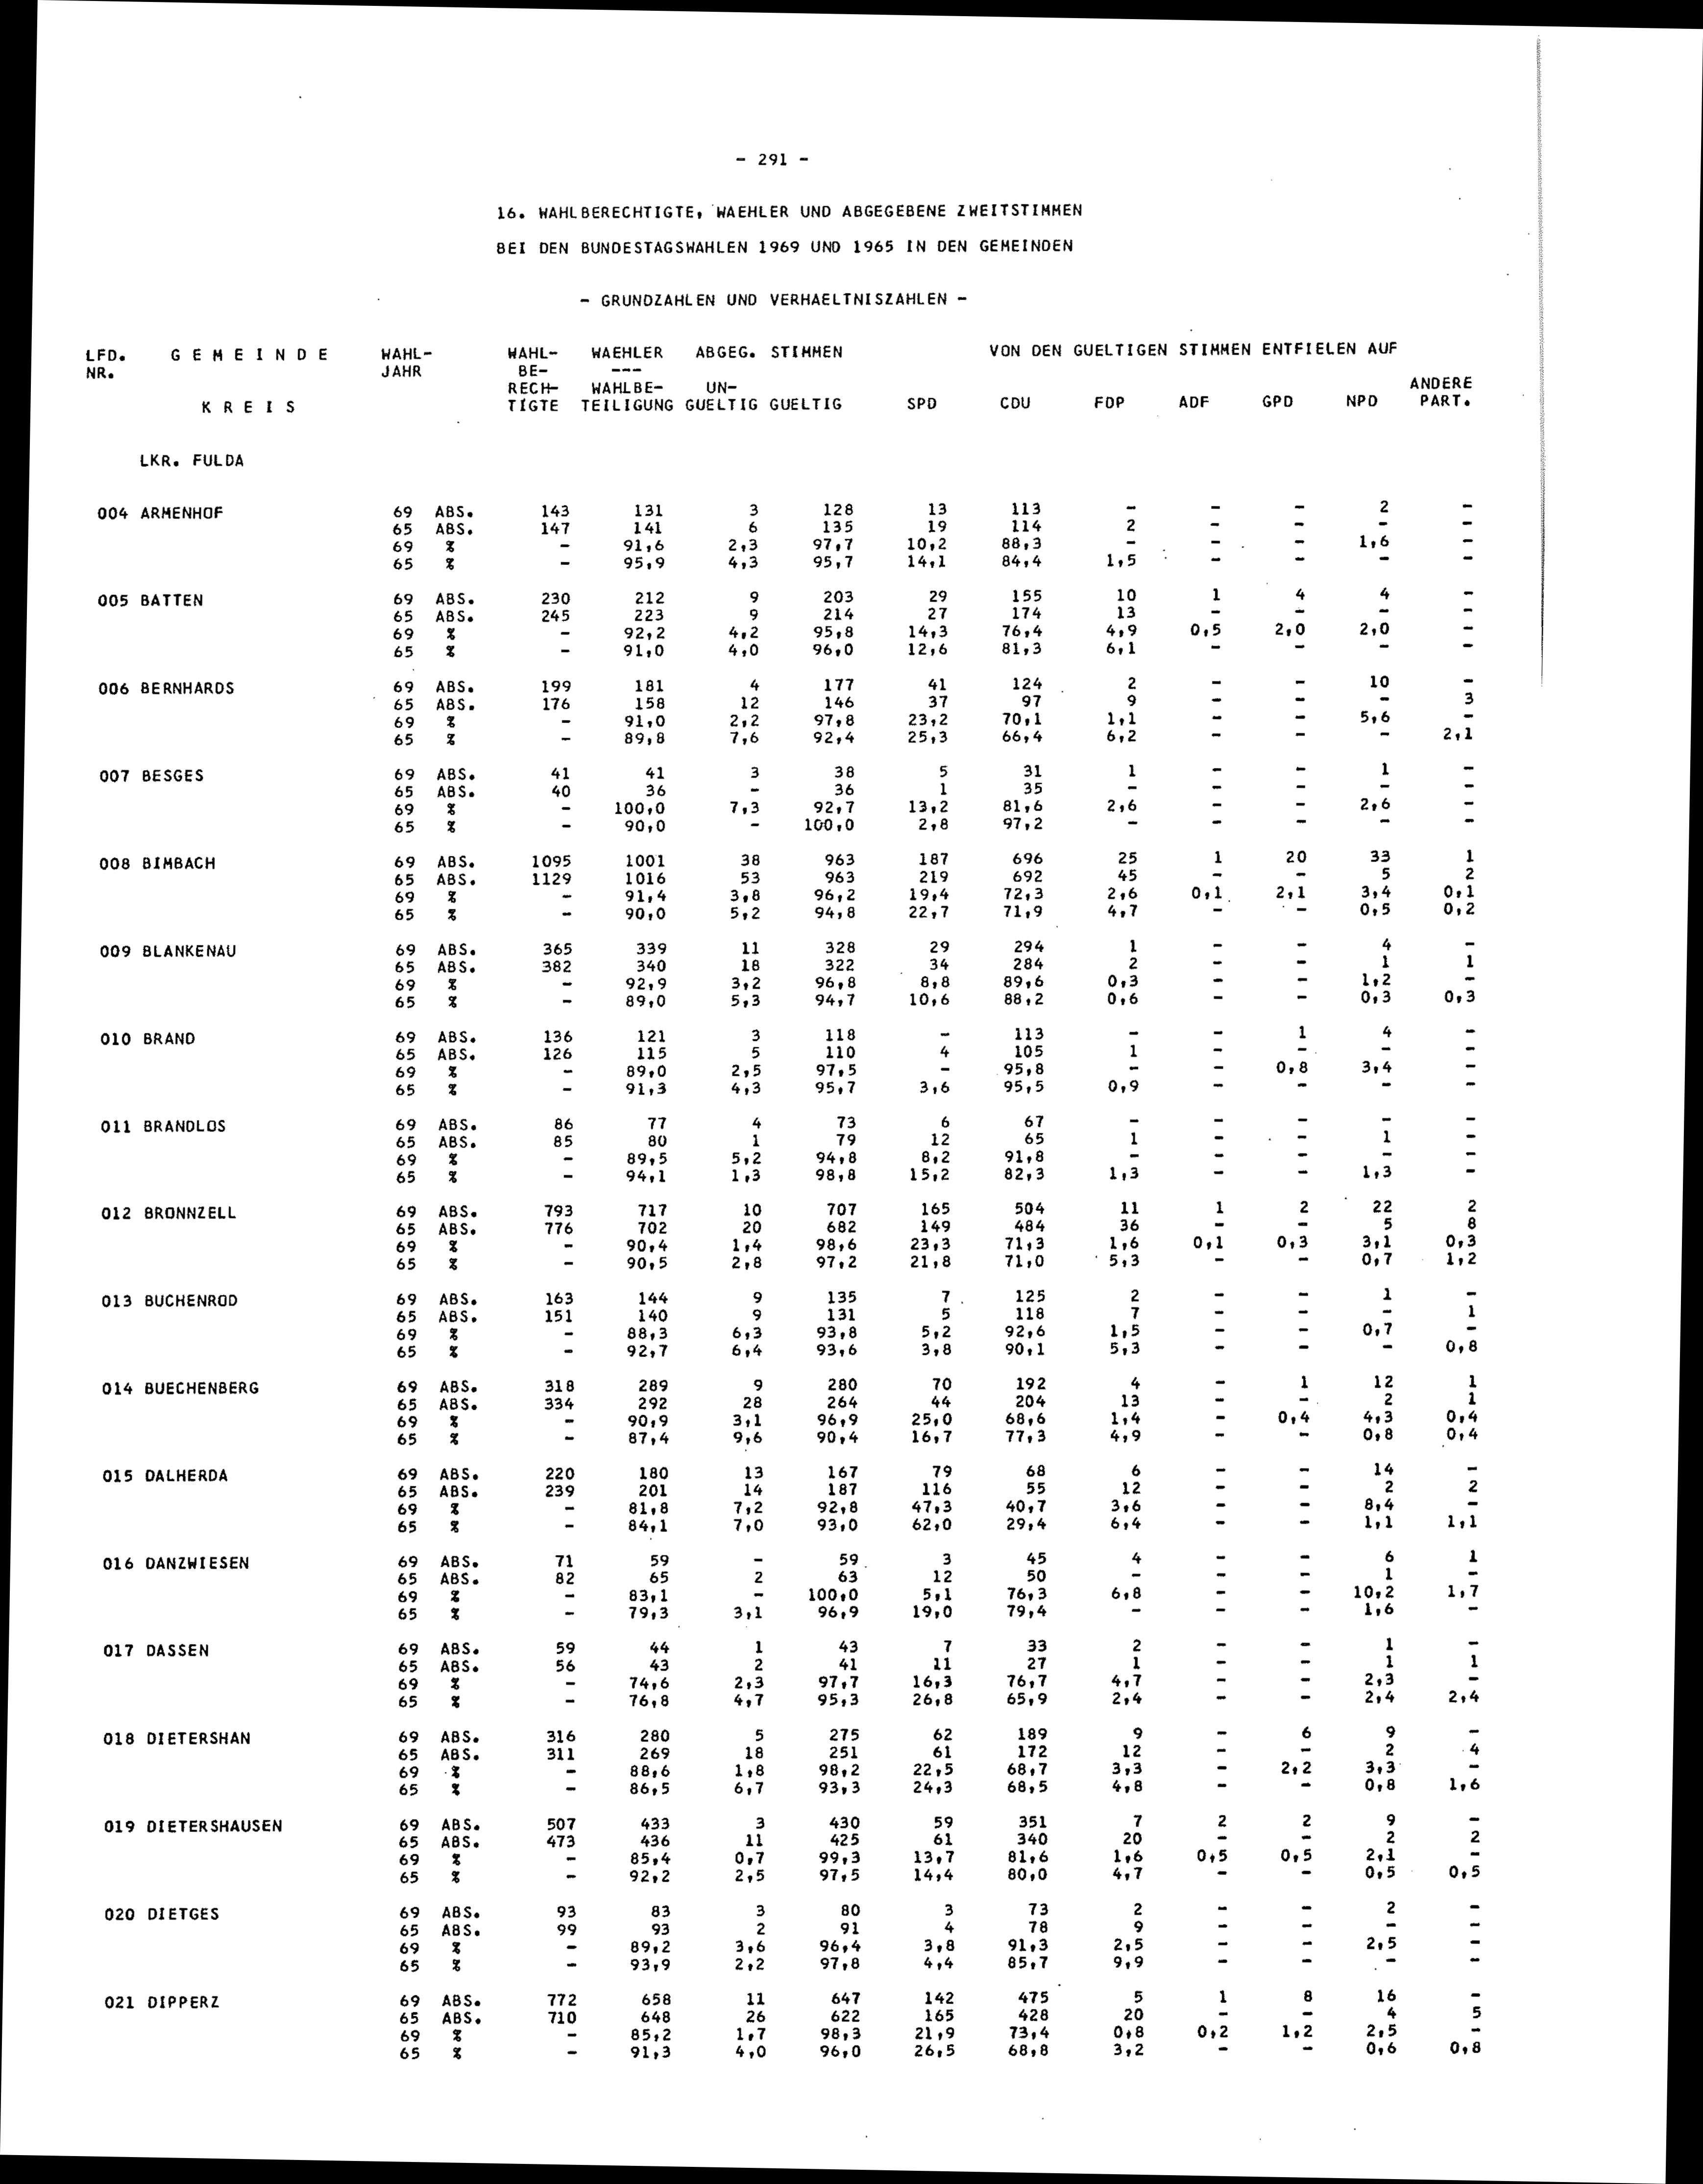 - 291 -
16. WAHLBERECHTIGTE, WAEHLER UND ABGEGEBENE ZWEITSTIMMEN
BEI DEN BUNDESTAGSWAHLEN 1969 UND 1965 IN DEN GEMEINDEN
- GRUNDZAHLEN UND VERHAELTNISZAHLEN -
LFD. G E M E I N D E WAHL- WAHL- WAEHLER ABGEG. STIMMEN VON DEN GUELTIGEN STIMMEN ENTFIELEN AUF
NR. JAHR BE- ---
RECH- WAHLBE- UN- ANDERE
K R E I S TIGTE TEILIGUNG GUELTIG GUELTIG SPD CDU FDP ADF GPD NPD PART.
LKR. FULDA
004 ARMENHOF 69 ABS. 143 131 3 128 13 113 - - - 2 -
65 ABS. 147 141 6 135 19 114 2 - - - -
69 % - 91,6 2,3 97,7 10,2 88,3 - - - 1,6 -
65 % - 95,9 4,3 95,7 14,1 84,4 1,5 - - - -
005 BATTEN 69 ABS. 230 212 9 203 29 155 10 1 4 4 -
65 ABS. 245 223 9 214 27 174 13 - - - -
69 % - 92,2 4,2 95,8 14,3 76,4 4,9 0,5 2,0 2,0 -
65 % - 91,0 4,0 96,0 12,6 81,3 6,1 - - - -
006 BERNHARDS 69 ABS. 199 181 4 177 41 124 2 - - 10 -
65 ABS. 176 158 12 146 37 97 9 - - - 3
69 % - 91,0 2,2 97,8 23,2 70,1 1,1 - - 5,6 -
65 % - 89,8 7,6 92,4 25,3 66,4 6,2 - - - 2,1
007 BESGES 69 ABS. 41 41 3 38 5 31 1 - - 1 -
65 ABS. 40 36 - 36 1 35 - - - - -
69 % - 100,0 7,3 92,7 13,2 81,6 2,6 - - 2,6 -
65 % - 90,0 - 100,0 2,8 97,2 - - - - -
008 BIMBACH 69 ABS. 1095 1001 38 963 187 696 25 1 20 33 1
65 ABS. 1129 1016 53 963 219 692 45 - - 5 2
69 % - 91,4 3,8 96,2 19,4 72,3 2,6 0,1 2,1 3,4 0,1
65 % - 90,0 5,2 94,8 22,7 71,9 4,7 - - 0,5 0,2
009 BLANKENAU 69 ABS. 365 339 11 328 29 294 1 - - 4 -
65 ABS. 382 340 18 322 34 284 2 - - 1 1
69 % - 92,9 3,2 96,8 8,8 89,6 0,3 - - 1,2 -
65 % - 89,0 5,3 94,7 10,6 88,2 0,6 - - 0,3 0,3
010 BRAND 69 ABS. 136 121 3 118 - 113 - - 1 4 -
65 ABS. 126 115 5 110 4 105 1 - - - -
69 % - 89,0 2,5 97,5 - 95,8 - - 0,8 3,4 -
65 % - 91,3 4,3 95,7 3,6 95,5 0,9 - - - -
011 BRANDLOS 69 ABS. 86 77 4 73 6 67 - - - - -
65 ABS. 85 80 1 79 12 65 1 - - 1 -
69 % - 89,5 5,2 94,8 8,2 91,8 - - - - -
65 % - 94,1 1,3 98,8 15,2 82,3 1,3 - - 1,3 -
012 BRONNZELL 69 ABS. 793 717 10 707 165 504 11 1 2 22 2
65 ABS. 776 702 20 682 149 484 36 - - 5 8
69 % - 90,4 1,4 98,6 23,3 71,3 1,6 0,1 0,3 3,1 0,3
65 % - 90,5 2,8 97,2 21,8 71,0 5,3 - - 0,7 1,2
013 BUCHENROD 69 ABS. 163 144 9 135 7 125 2 - - 1 -
65 ABS. 151 140 9 131 5 118 7 - - - 1
69 % - 88,3 6,3 93,8 5,2 92,6 1,5 - - 0,7 -
65 % - 92,7 6,4 93,6 3,8 90,1 5,3 - - - 0,8
014 BUECHENBERG 69 ABS. 318 289 9 280 70 192 4 - 1 12 1
65 ABS. 334 292 28 264 44 204 13 - - 2 1
69 % - 90,9 3,1 96,9 25,0 68,6 1,4 - 0,4 4,3 0,4
65 % - 87,4 9,6 90,4 16,7 77,3 4,9 - - 0,8 0,4
015 DALHERDA 69 ABS. 220 180 13 167 79 68 6 - - 14 -
65 ABS. 239 201 14 187 116 55 12 - - 2 2
69 % - 81,8 7,2 92,8 47,3 40,7 3,6 - - 8,4 -
65 % - 84,1 7,0 93,0 62,0 29,4 6,4 - - 1,1 1,1
016 DANZWIESEN 69 ABS. 71 59 - 59 3 45 4 - - 6 1
65 ABS. 82 65 2 63 12 50 - - - 1 -
69 % - 83,1 - 100,0 5,1 76,3 6,8 - - 10,2 1,7
65 % - 79,3 3,1 96,9 19,0 79,4 - - - 1,6 -
017 DASSEN 69 ABS. 59 44 1 43 7 33 2 - - 1 -
65 ABS. 56 43 2 41 11 27 1 - - 1 1
69 % - 74,6 2,3 97,7 16,3 76,7 4,7 - - 2,3 -
65 % - 76,8 4,7 95,3 26,8 65,9 2,4 - - 2,4 2,4
018 DIETERSHAN 69 ABS. 316 280 5 275 62 189 9 - 6 9 -
65 ABS. 311 269 18 251 61 172 12 - - 2 4
69 % - 88,6 1,8 98,2 22,5 68,7 3,3 - 2,2 3,3 -
65 % - 86,5 6,7 93,3 24,3 68,5 4,8 - - 0,8 1,6
019 DIETERSHAUSEN 69 ABS. 507 433 3 430 59 351 7 2 2 9 -
65 ABS. 473 436 11 425 61 340 20 - - 2 2
69 % - 85,4 0,7 99,3 13,7 81,6 1,6 0,5 0,5 2,1 -
65 % - 92,2 2,5 97,5 14,4 80,0 4,7 - - 0,5 0,5
020 DIETGES 69 ABS. 93 83 3 80 3 73 2 - - 2 -
65 ABS. 99 93 2 91 4 78 9 - - - -
69 % - 89,2 3,6 96,4 3,8 91,3 2,5 - - 2,5 -
65 % - 93,9 2,2 97,8 4,4 85,7 9,9 - - - -
021 DIPPERZ 69 ABS. 772 658 11 647 142 475 5 1 8 16 -
65 ABS. 710 648 26 622 165 428 20 - - 4 5
69 % - 85,2 1,7 98,3 21,9 73,4 0,8 0,2 1,2 2,5 -
65 % - 91,3 4,0 96,0 26,5 68,8 3,2 - - 0,6 0,8